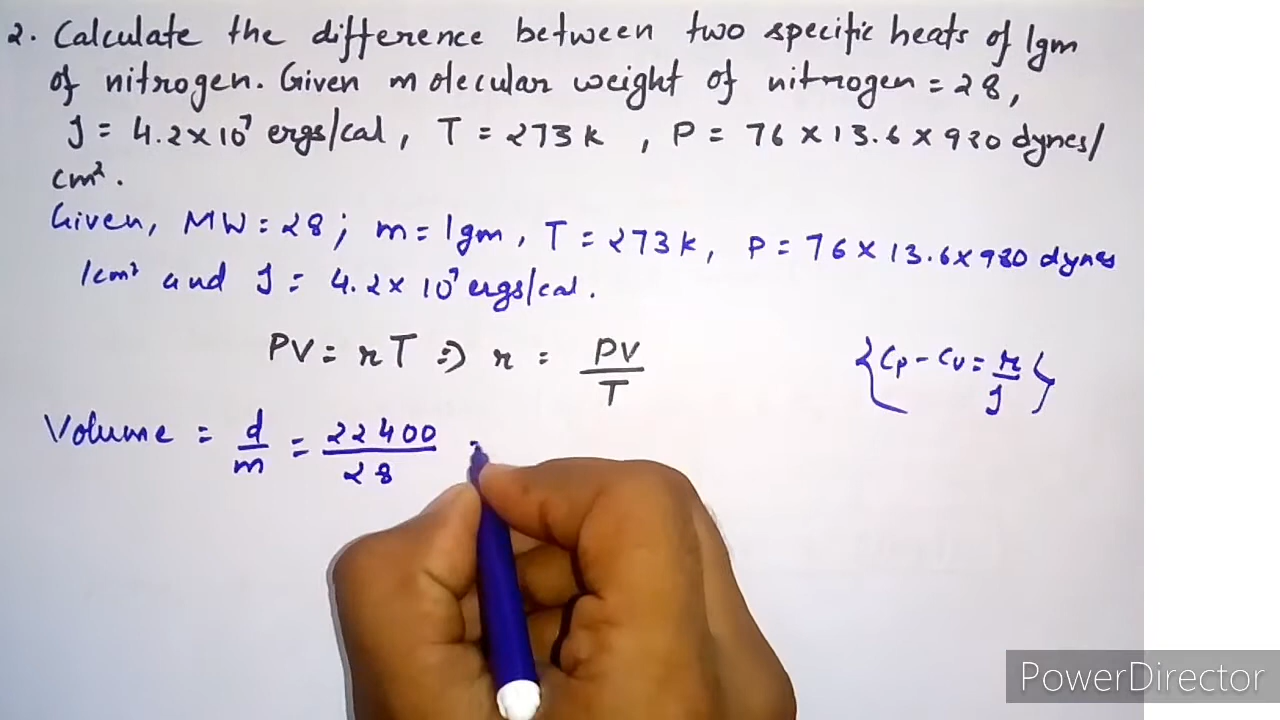 2. Calculate the difference between two specific heats of 1gm
of nitrogen. Given molecular weight of nitrogen = 28,
J = 4.2 × 10⁷ ergs/cal, T = 273 k, P = 76 × 13.6 × 980 dynes/
cm².
Given, MW = 28; m = 1gm, T = 273k, P = 76 × 13.6 × 980 dynes
/cm² and J = 4.2 × 10⁷ ergs/cal.
PV = rT ⇒ r = PV/T
{Cp - Cv = r/J}
Volume = d/m = 22400/28
PowerDirector